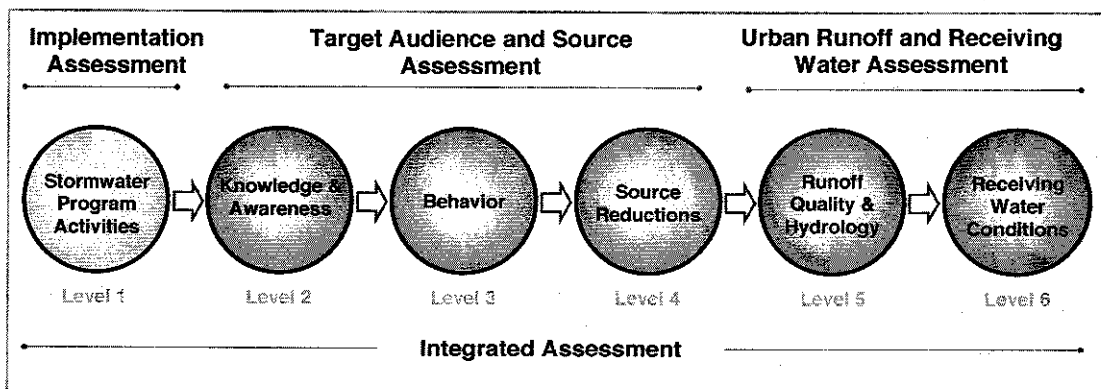 Implementation
Assessment
Target Audience and Source
Assessment
Urban Runoff and Receiving
Water Assessment
Stormwater
Program
Activities
Knowledge &
Awareness
Behavior
Source
Reductions
Runoff
Quality &
Hydrology
Receiving
Water
Conditions
Level 1
Level 2
Level 3
Level 4
Level 5
Level 6
Integrated Assessment